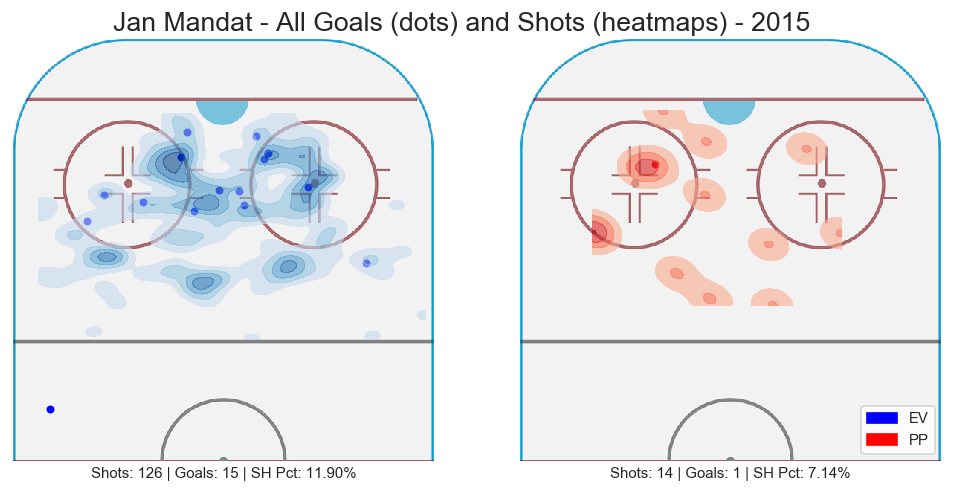 Jan Mandat - All Goals (dots) and Shots (heatmaps) - 2015
EV
PP
Shots: 126 | Goals: 15 | SH Pct: 11.90%
Shots: 14 | Goals: 1 | SH Pct: 7.14%